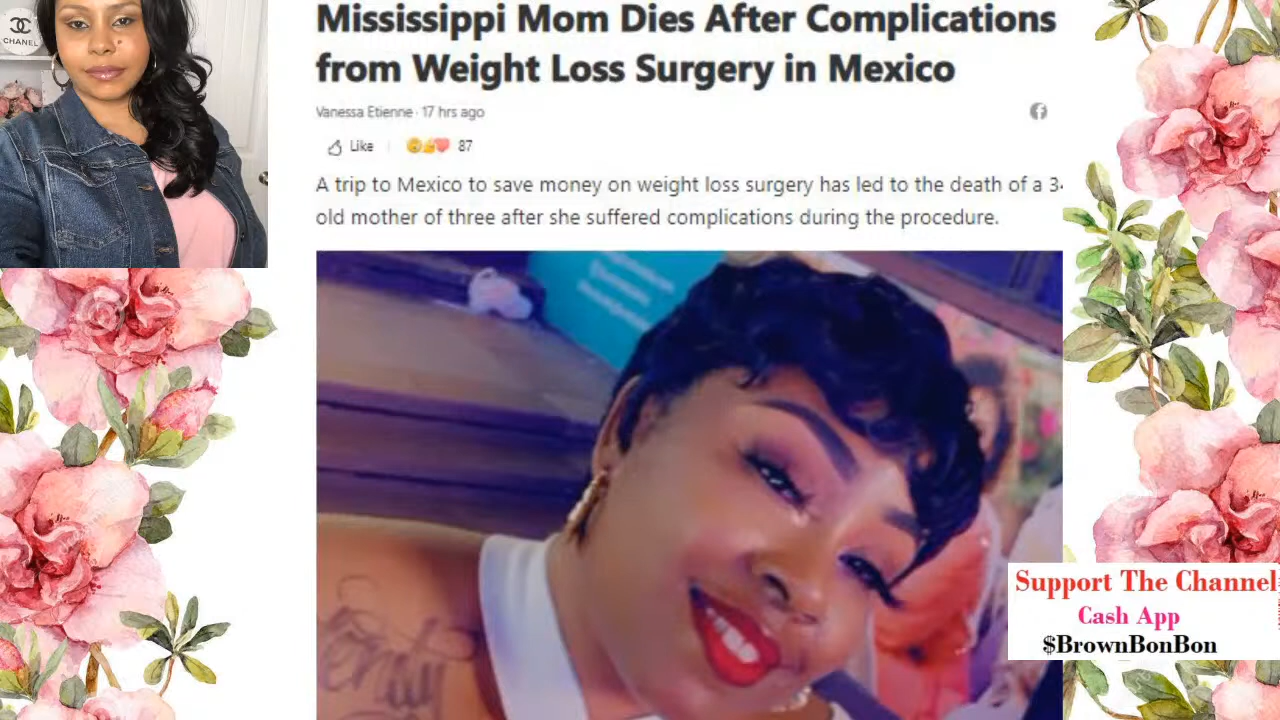 CHANEL
Mississippi Mom Dies After Complications
from Weight Loss Surgery in Mexico
Vanessa Etienne · 17 hrs ago
Like
87
A trip to Mexico to save money on weight loss surgery has led to the death of a
old mother of three after she suffered complications during the procedure.
Support The Channel
Cash App
$BrownBonBon